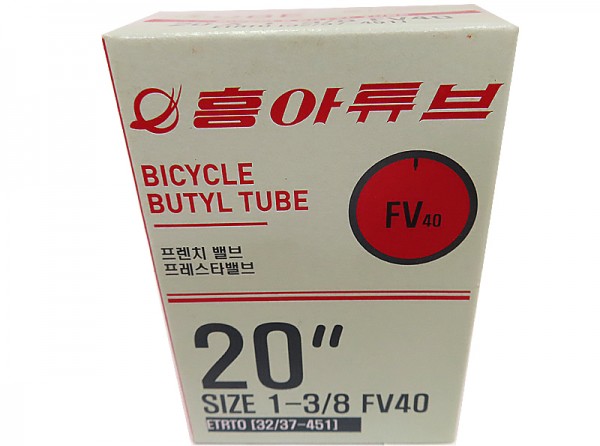 흥아튜브
BICYCLE
BUTYL TUBE
FV40
프렌치 밸브
프레스타밸브
20"
SIZE 1-3/8 FV40
ETRTO [32/37-451]